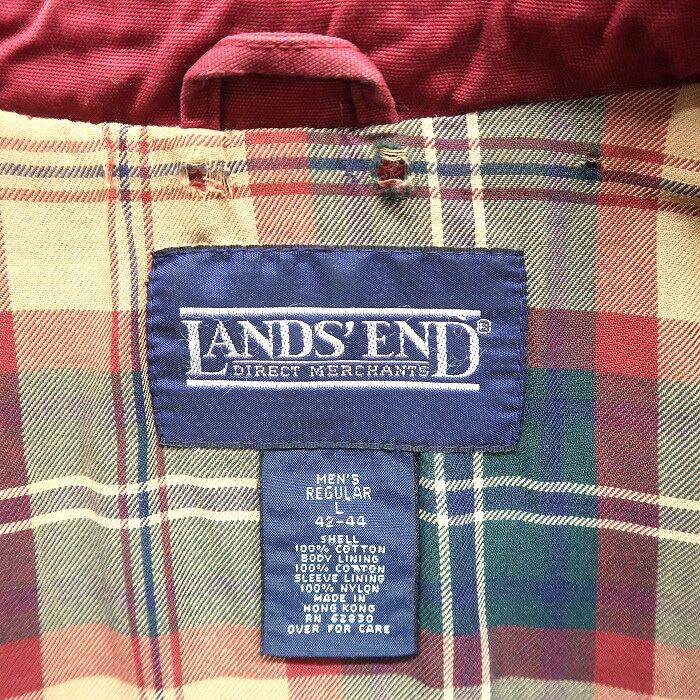 LANDS' END®
DIRECT MERCHANTS
MEN'S
REGULAR
L
42-44
SHELL
100% COTTON
BODY LINING
100% COTTON
SLEEVE LINING
100% NYLON
MADE IN
HONG KONG
RN 62830
OVER FOR CARE